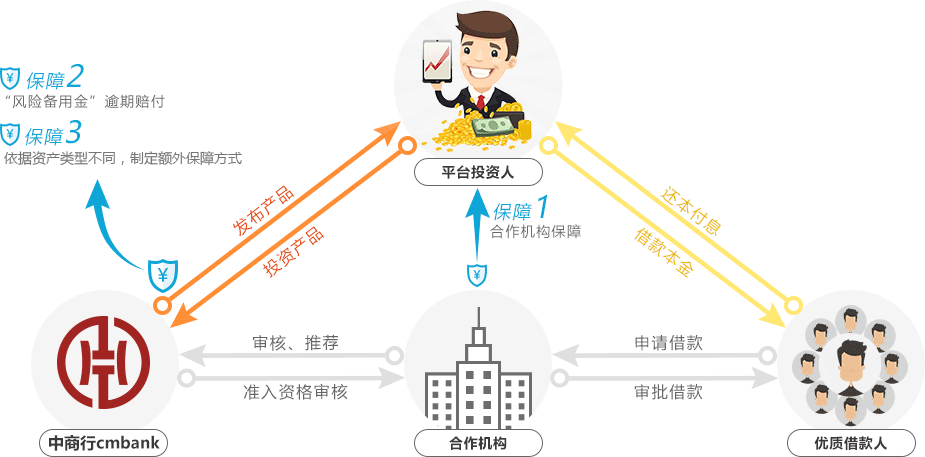 保障2
“风险备用金”逾期赔付
保障3
依据资产类型不同，制定额外保障方式
平台投资人
发布产品
投资产品
保障1
合作机构保障
还本付息
借款本金
¥
¥
¥
¥
审核、推荐
准入资格审核
申请借款
审批借款
中商行cmbank
合作机构
优质借款人